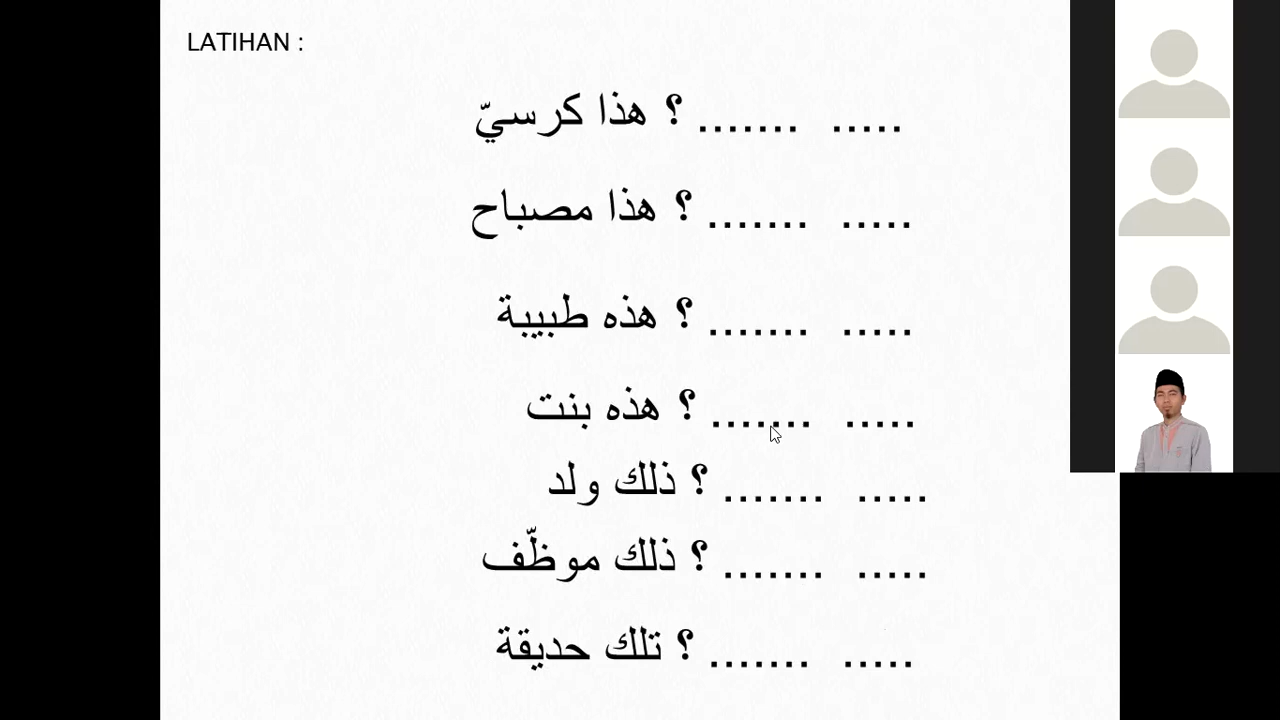 LATIHAN :
..... ....... ؟ هذا كرسيّ
..... ....... ؟ هذا مصباح
..... ....... ؟ هذه طبيبة
..... ....... ؟ هذه بنت
..... ....... ؟ ذلك ولد
..... ....... ؟ ذلك موظّف
..... ....... ؟ تلك حديقة